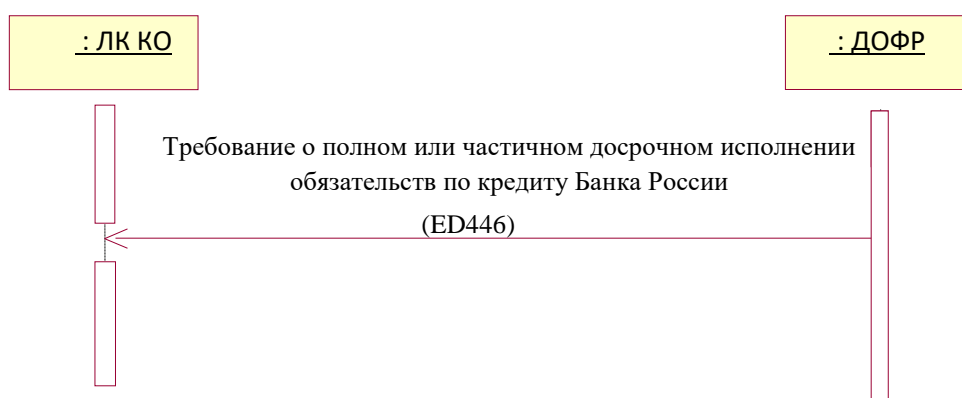 : ЛК КО
: ДОФР
Требование о полном или частичном досрочном исполнении
обязательств по кредиту Банка России
(ED446)